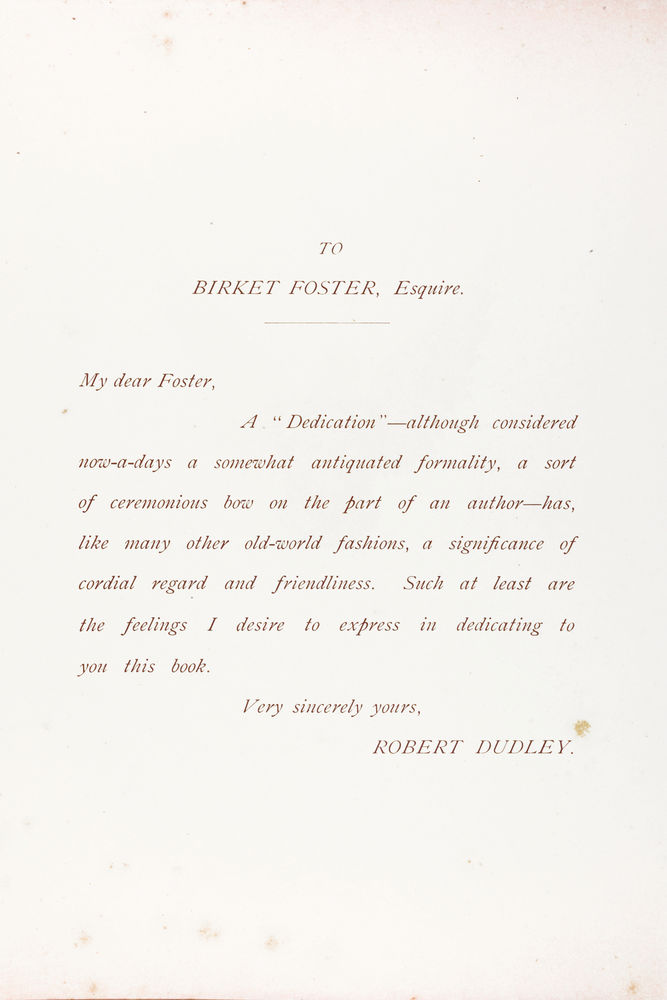 TO
BIRKET FOSTER, Esquire.
My dear Foster,
A "Dedication"—although considered
now-a-days a somewhat antiquated formality, a sort
of ceremonious bow on the part of an author—has,
like many other old-world fashions, a significance of
cordial regard and friendliness. Such at least are
the feelings I desire to express in dedicating to
you this book.
Very sincerely yours,
ROBERT DUDLEY.